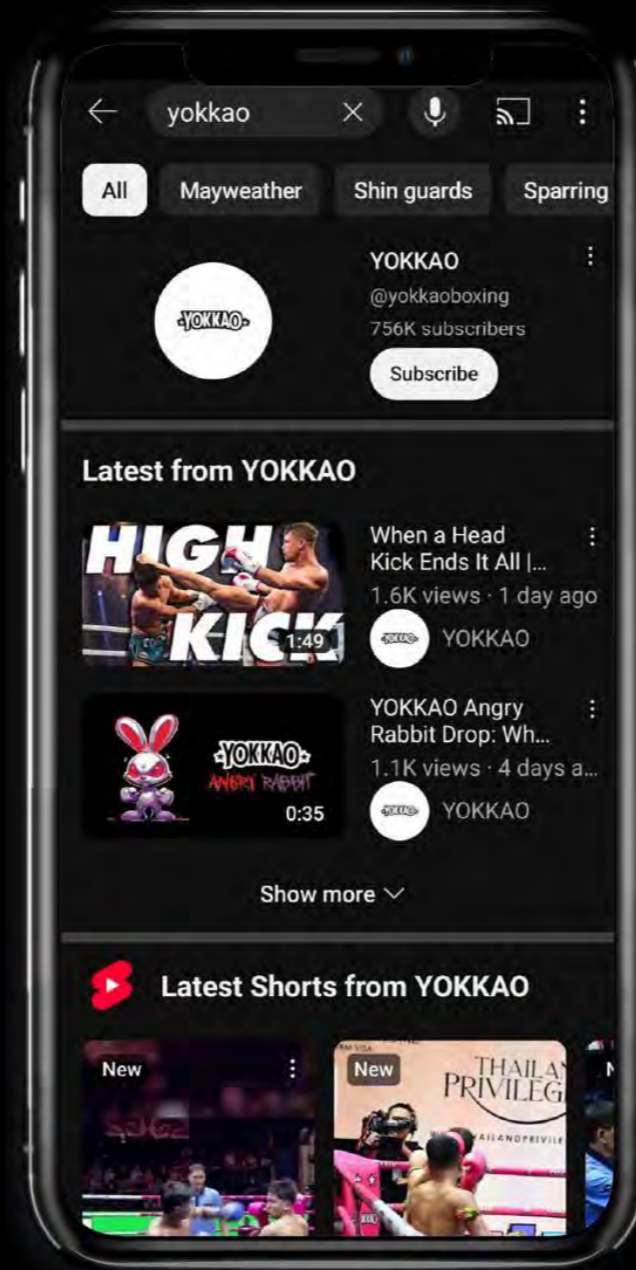 yokkao
All Mayweather Shin guards Sparring
YOKKAO
YOKKAO
@yokkaoboxing
756K subscribers
Subscribe
Latest from YOKKAO
HIGH
KICK
1:49
When a Head
Kick Ends It All |...
1.6K views · 1 day ago
YOKKAO
YOKKAO
YOKKAO
ANGRY RABBIT
0:35
YOKKAO Angry
Rabbit Drop: Wh...
1.1K views · 4 days a...
YOKKAO
YOKKAO
Show more
Latest Shorts from YOKKAO
New
New
THAILAN
PRIVILEG
AILANDPRIVILE
N